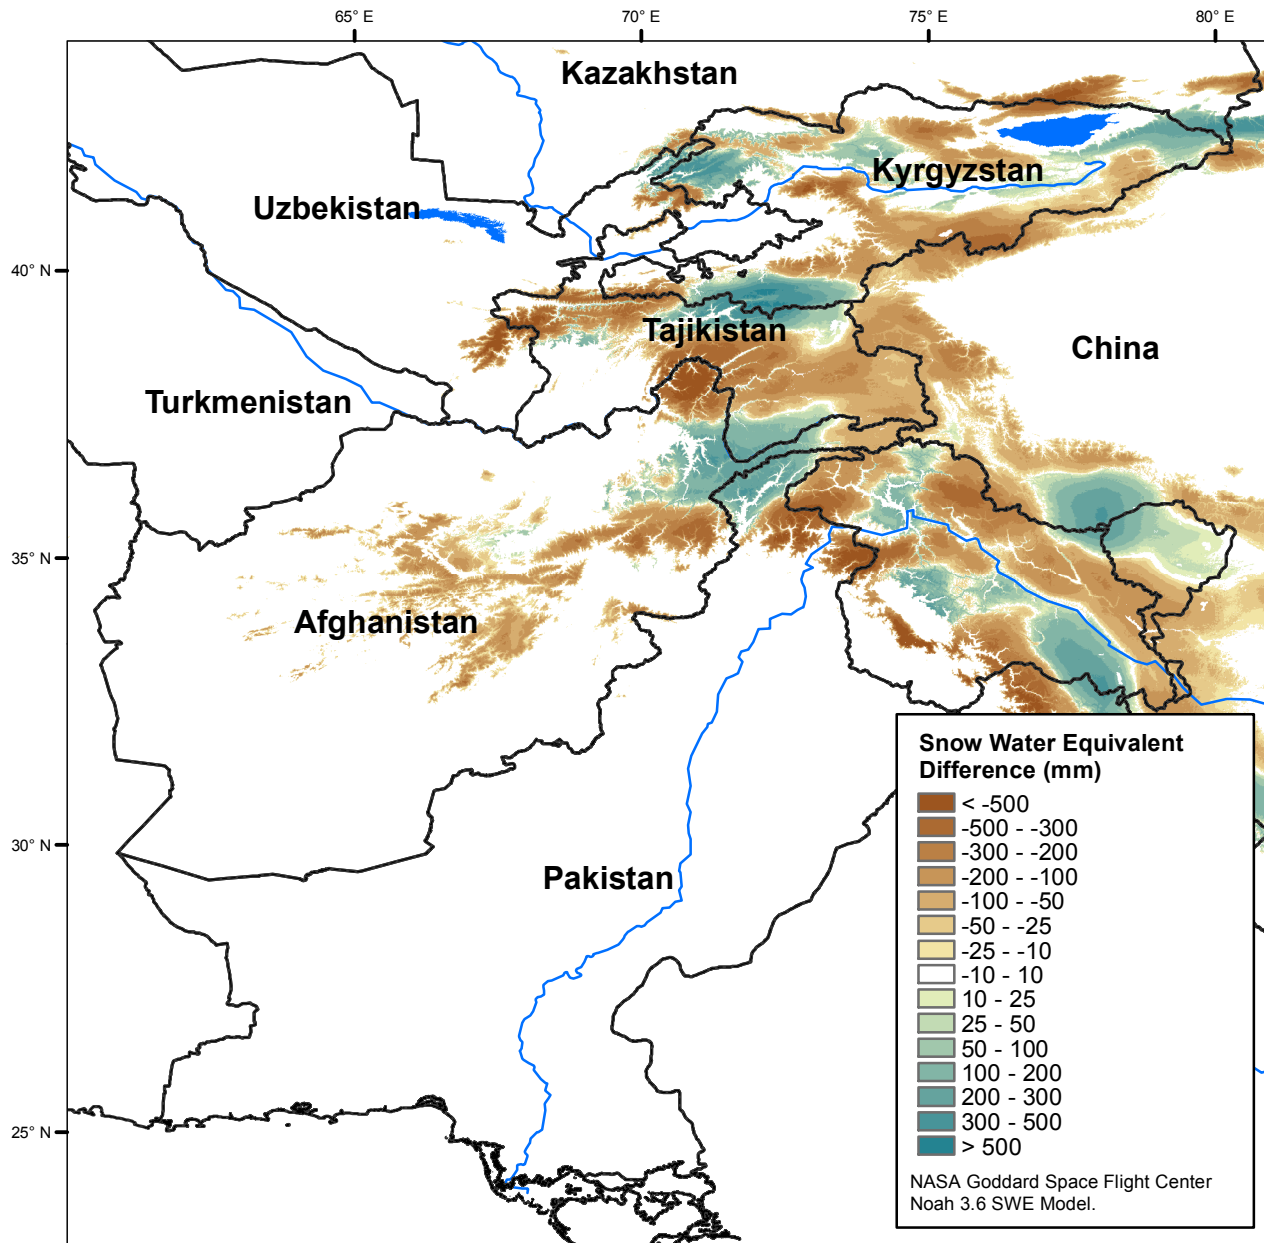 65° E
70° E
75° E
80° E
Kazakhstan
Kyrgyzstan
Uzbekistan
40° N
Tajikistan
China
Turkmenistan
35° N
Afghanistan
30° N
Pakistan
25° N
Snow Water Equivalent
Difference (mm)
< -500
-500 - -300
-300 - -200
-200 - -100
-100 - -50
-50 - -25
-25 - -10
-10 - 10
10 - 25
25 - 50
50 - 100
100 - 200
200 - 300
300 - 500
> 500
NASA Goddard Space Flight Center
Noah 3.6 SWE Model.